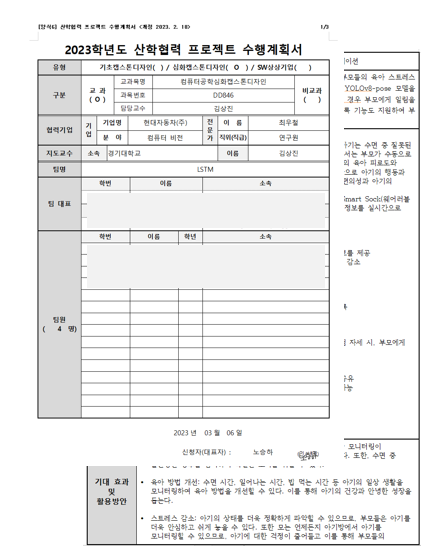 [양식6] 산학협력 프로젝트 수행계획서 <개정 2023. 2. 10>
1/3
2023학년도 산학협력 프로젝트 수행계획서
유형 기초캡스톤디자인( ) / 심화캡스톤디자인( O ) / SW상상기업( )
구분 교 과 ( O ) 교과목명 컴퓨터공학심화캡스톤디자인 비교과 ( )
과목번호 DD846
담당교수 김상진
협력기업 기업 기업명 현대자동차(주) 전문가 이 름 최우철
분 야 컴퓨터 비전 직위(직급) 연구원
지도교수 소속 경기대학교 이름 김상진
팀명 LSTM
팀 대표 학번 이름 소속
팀원 ( 4 명) 학번 이름 학년 소속
2023 년 03 월 06 일
신청자(대표자) : 노승하
이션
부모들의 육아 스트레스
YOLOv8-pose 모델을
경우 부모에게 알림을
록 기능도 지원하여 부
아기는 수면 중 잘못된
서는 부모가 수동으로
의 육아 피로도와
으로 아기의 행동과
편의성과 아기의
Smart Sock(웨어러블
정보를 실시간으로
를 제공
감소
자세 시, 부모에게
공유
가능
모니터링이
다. 또한, 수면 중
기대 효과
및
활용방안
• 육아 방법 개선: 수면 시간, 일어나는 시간, 밥 먹는 시간 등 아기의 일상 생활을
모니터링하여 육아 방법을 개선할 수 있다. 이를 통해 아기의 건강과 안녕한 성장을
돕는다.
• 스트레스 감소: 아기의 상태를 더욱 정확하게 파악할 수 있으므로, 부모들은 아기를
더욱 안심하고 쉬게 놓을 수 있다. 또한 모든 언제든지 아기방에서 아기를
모니터링할 수 있으므로, 아기에 대한 걱정이 줄어들고 이를 통해 부모들의